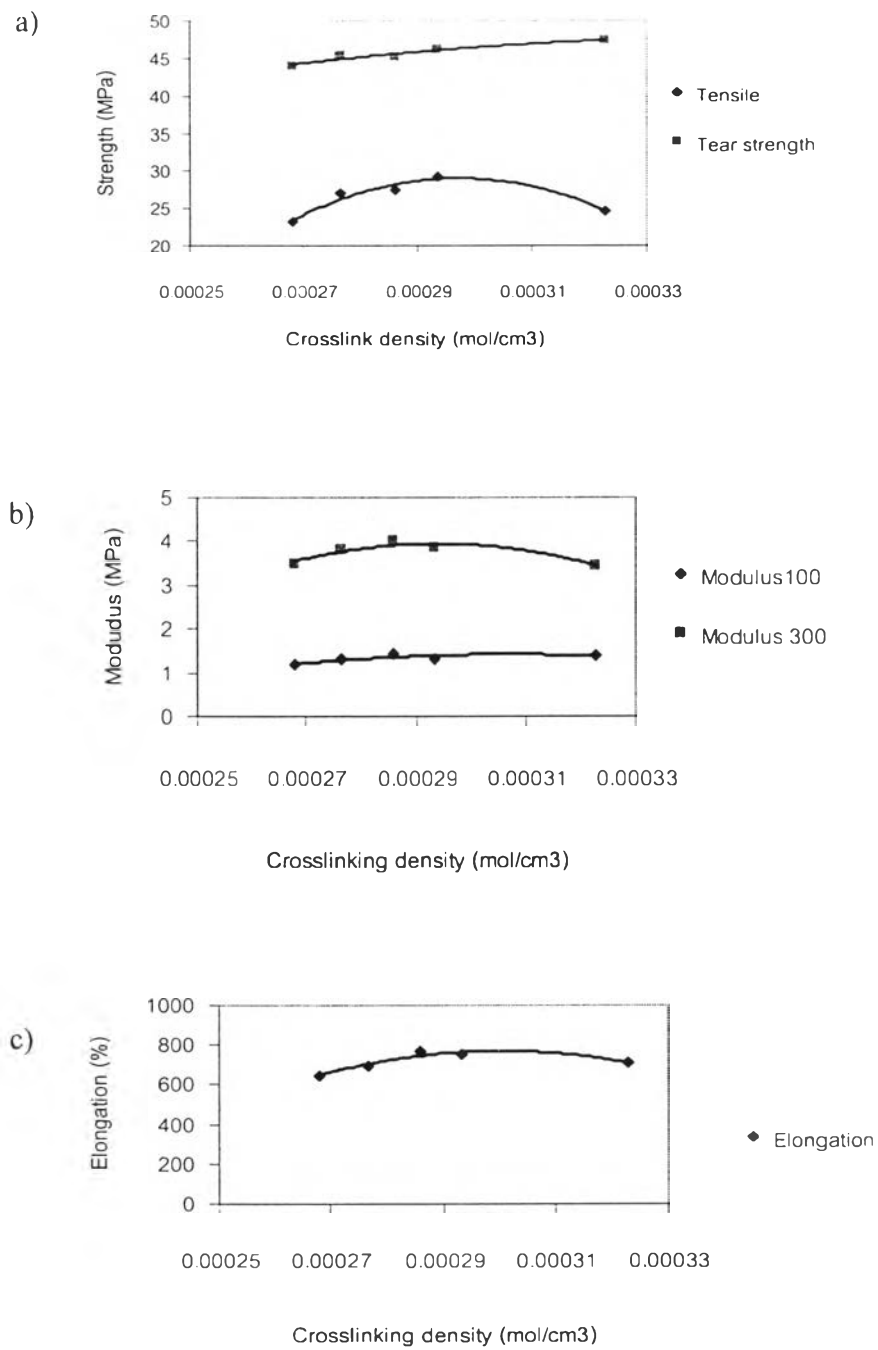 a)
50
45
40
35
30
25
20
Strength (MPa)
0.00025 0.00027 0.00029 0.00031 0.00033
Crosslink density (mol/cm3)
Tensile
Tear strength
b)
5
4
3
2
1
0
Modudus (MPa)
0.00025 0.00027 0.00029 0.00031 0.00033
Crosslinking density (mol/cm3)
Modulus100
Modulus 300
c)
1000
800
600
400
200
0
Elongation (%)
0.00025 0.00027 0.00029 0.00031 0.00033
Crosslinking density (mol/cm3)
Elongation